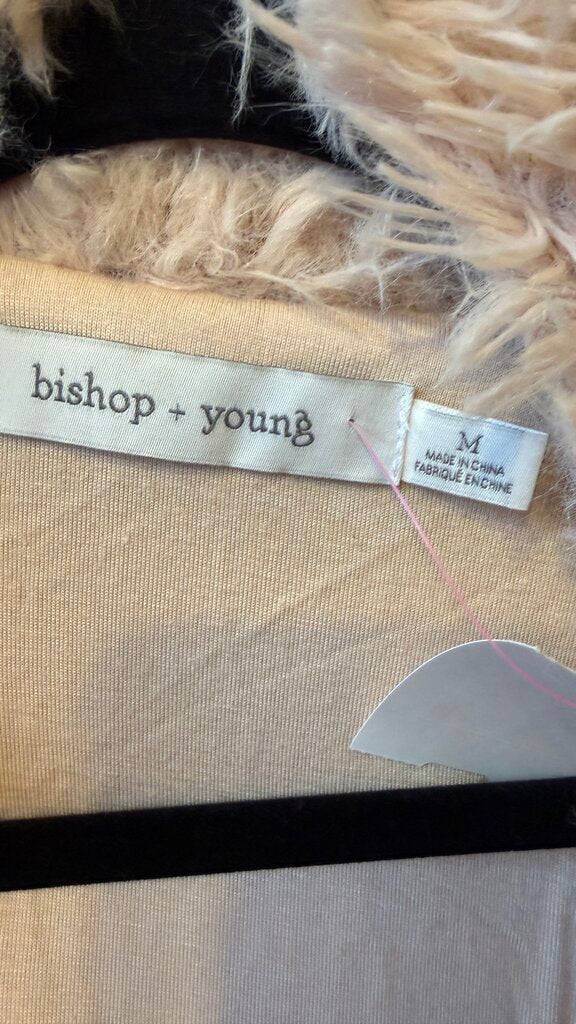 bishop + young
M
MADE IN CHINA
FABRIQUÉ EN CHINE